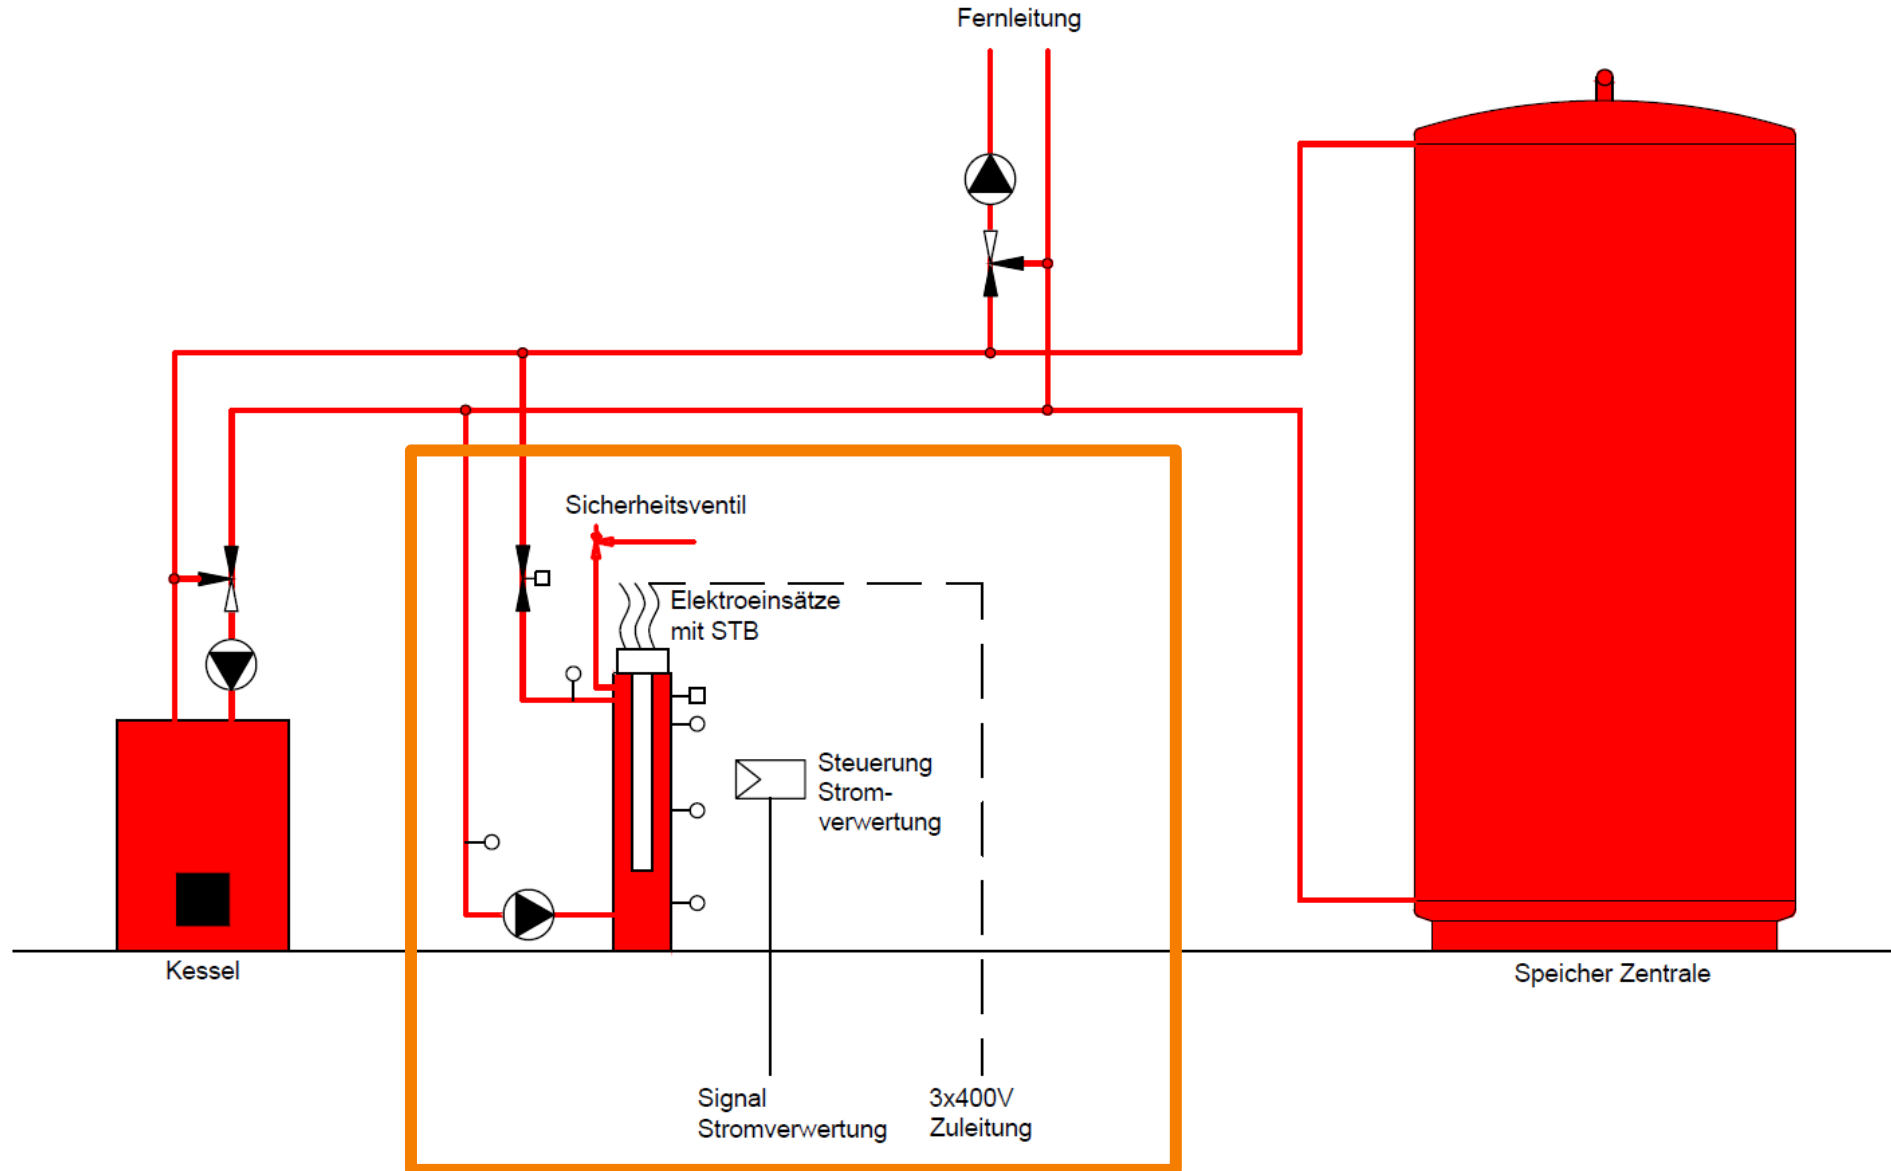 Fernleitung
Sicherheitsventil
Elektroeinsätze
mit STB
Steuerung
Strom-
verwertung
Kessel
Speicher Zentrale
Signal
Stromverwertung
3x400V
Zuleitung